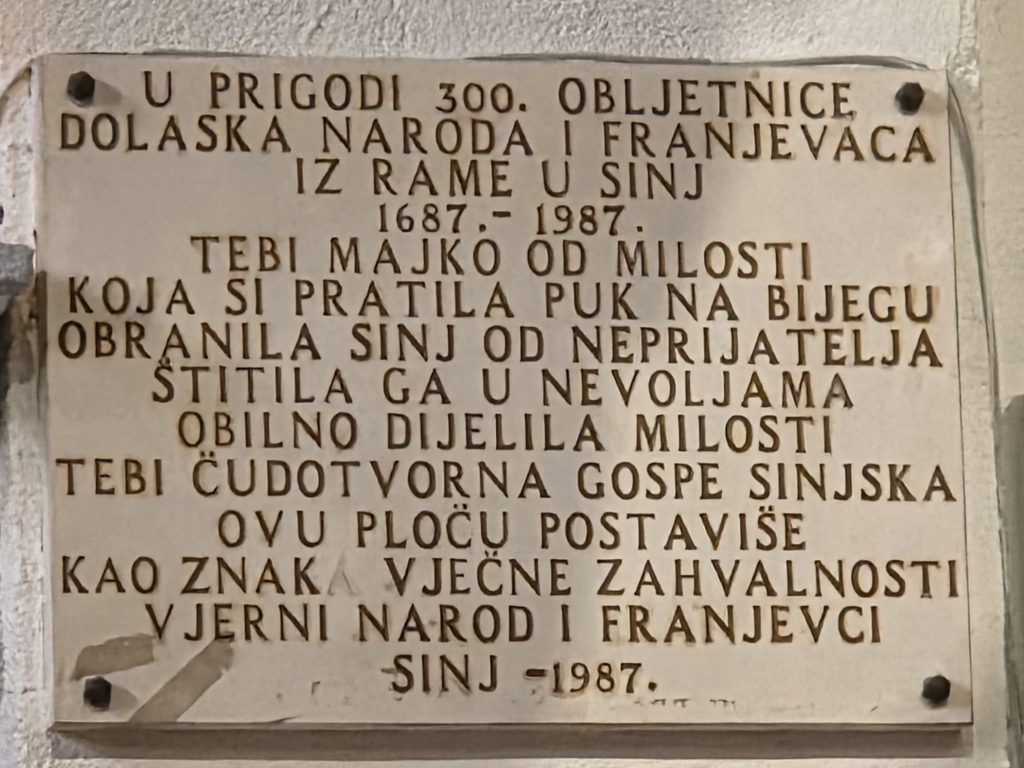 U PRIGODI 300. OBLJETNICE
DOLASKA NARODA I FRANJEVACA
IZ RAME U SINJ
1687.- 1987.
TEBI MAJKO OD MILOSTI
KOJA SI PRATILA PUK NA BIJEGU
OBRANILA SINJ OD NEPRIJATELJA
ŠTITILA GA U NEVOLJAMA
OBILNO DIJELILA MILOSTI
TEBI ČUDOTVORNA GOSPE SINJSKA
OVU PLOČU POSTAVIŠE
KAO ZNAK VJEČNE ZAHVALNOSTI
VJERNI NAROD I FRANJEVCI
SINJ -1987.